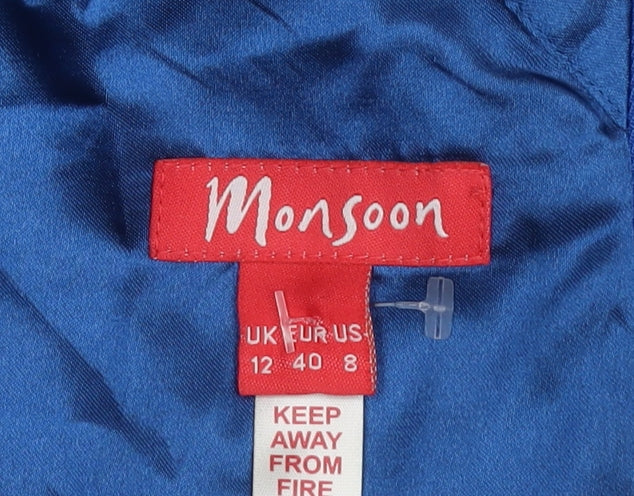 Monsoon
UK EUR US
12 40 8
KEEP
AWAY
FROM
FIRE